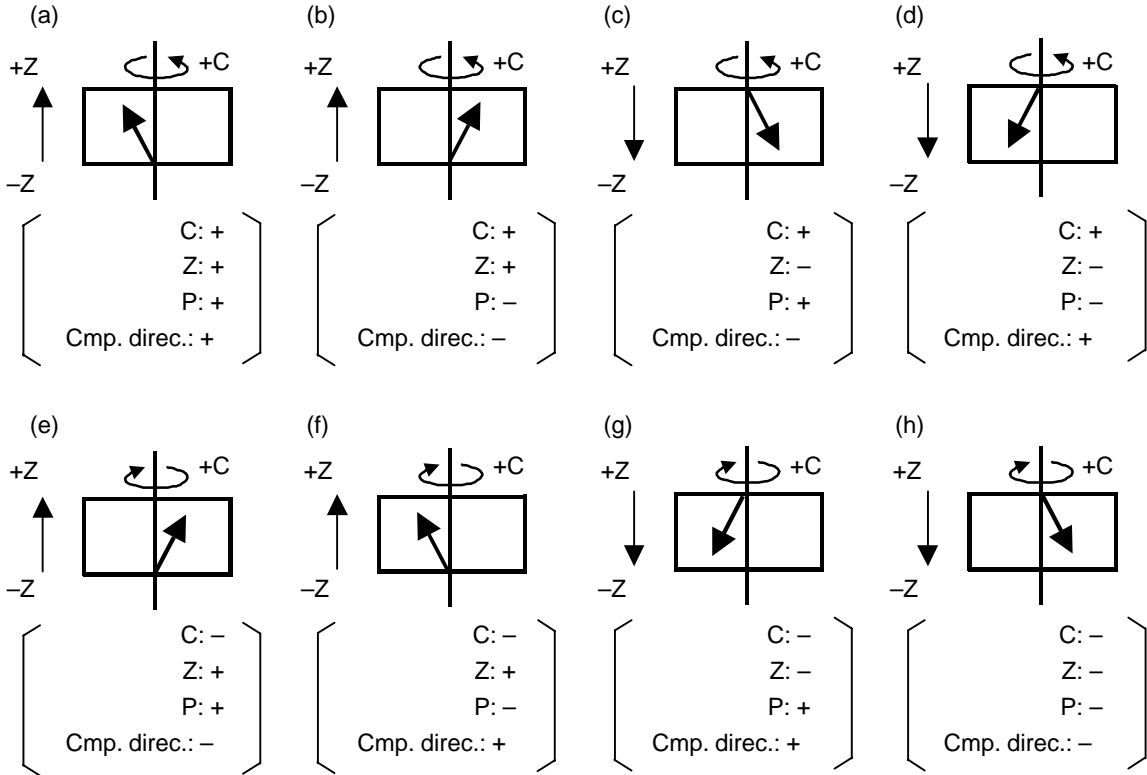 (a)
+Z
+C
–Z
C: +
Z: +
P: +
Cmp. direc.: +
(b)
+Z
+C
–Z
C: +
Z: +
P: –
Cmp. direc.: –
(c)
+Z
+C
–Z
C: +
Z: –
P: +
Cmp. direc.: –
(d)
+Z
+C
–Z
C: +
Z: –
P: –
Cmp. direc.: +
(e)
+Z
+C
–Z
C: –
Z: +
P: +
Cmp. direc.: –
(f)
+Z
+C
–Z
C: –
Z: +
P: –
Cmp. direc.: +
(g)
+Z
+C
–Z
C: –
Z: –
P: +
Cmp. direc.: +
(h)
+Z
+C
–Z
C: –
Z: –
P: –
Cmp. direc.: –